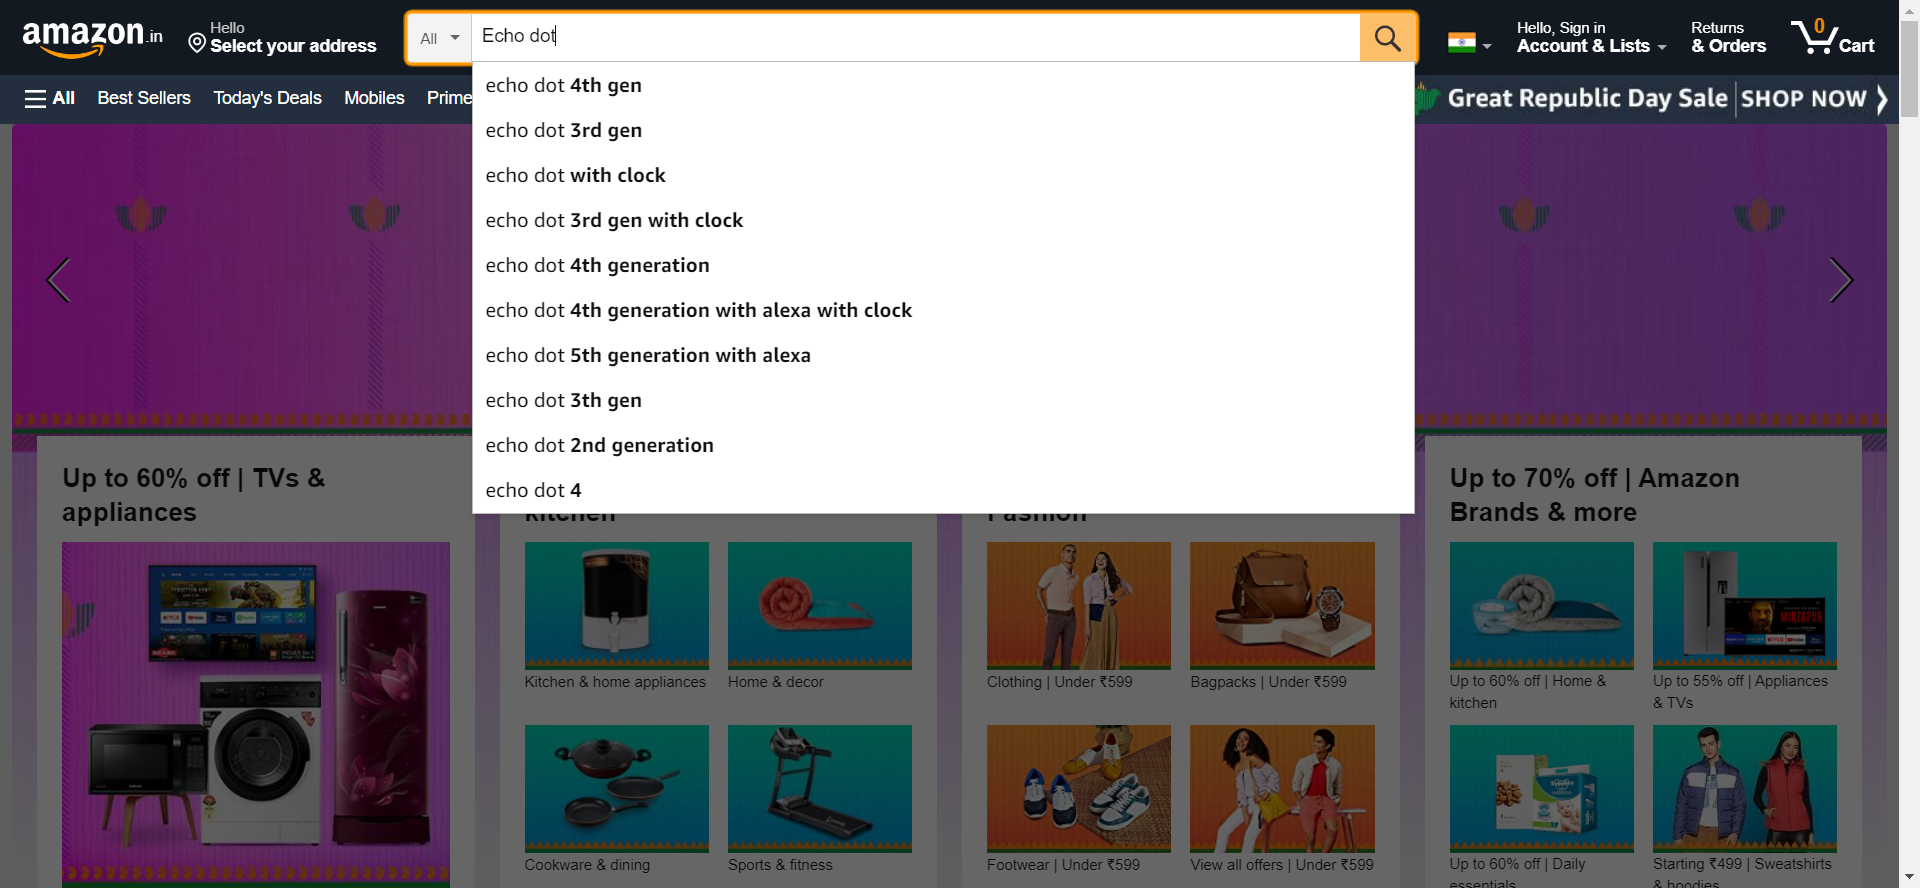 amazon.in
Hello
Select your address
All
Echo dot
Hello, Sign in
Account & Lists
Returns
& Orders
0
Cart
All
Best Sellers
Today's Deals
Mobiles
Prime
Great Republic Day Sale
SHOP NOW
echo dot 4th gen
echo dot 3rd gen
echo dot with clock
echo dot 3rd gen with clock
echo dot 4th generation
echo dot 4th generation with alexa with clock
echo dot 5th generation with alexa
echo dot 3th gen
echo dot 2nd generation
echo dot 4
Up to 60% off | TVs &
appliances
kitchen
Kitchen & home appliances
Home & decor
Cookware & dining
Sports & fitness
Fashion
Clothing | Under ₹599
Bagpacks | Under ₹599
Footwear | Under ₹599
View all offers | Under ₹599
Up to 70% off | Amazon
Brands & more
MIRZAPUR
Up to 60% off | Home &
kitchen
Up to 55% off | Appliances
& TVs
Up to 60% off | Daily
essentials
Starting ₹499 | Sweatshirts
& hoodies